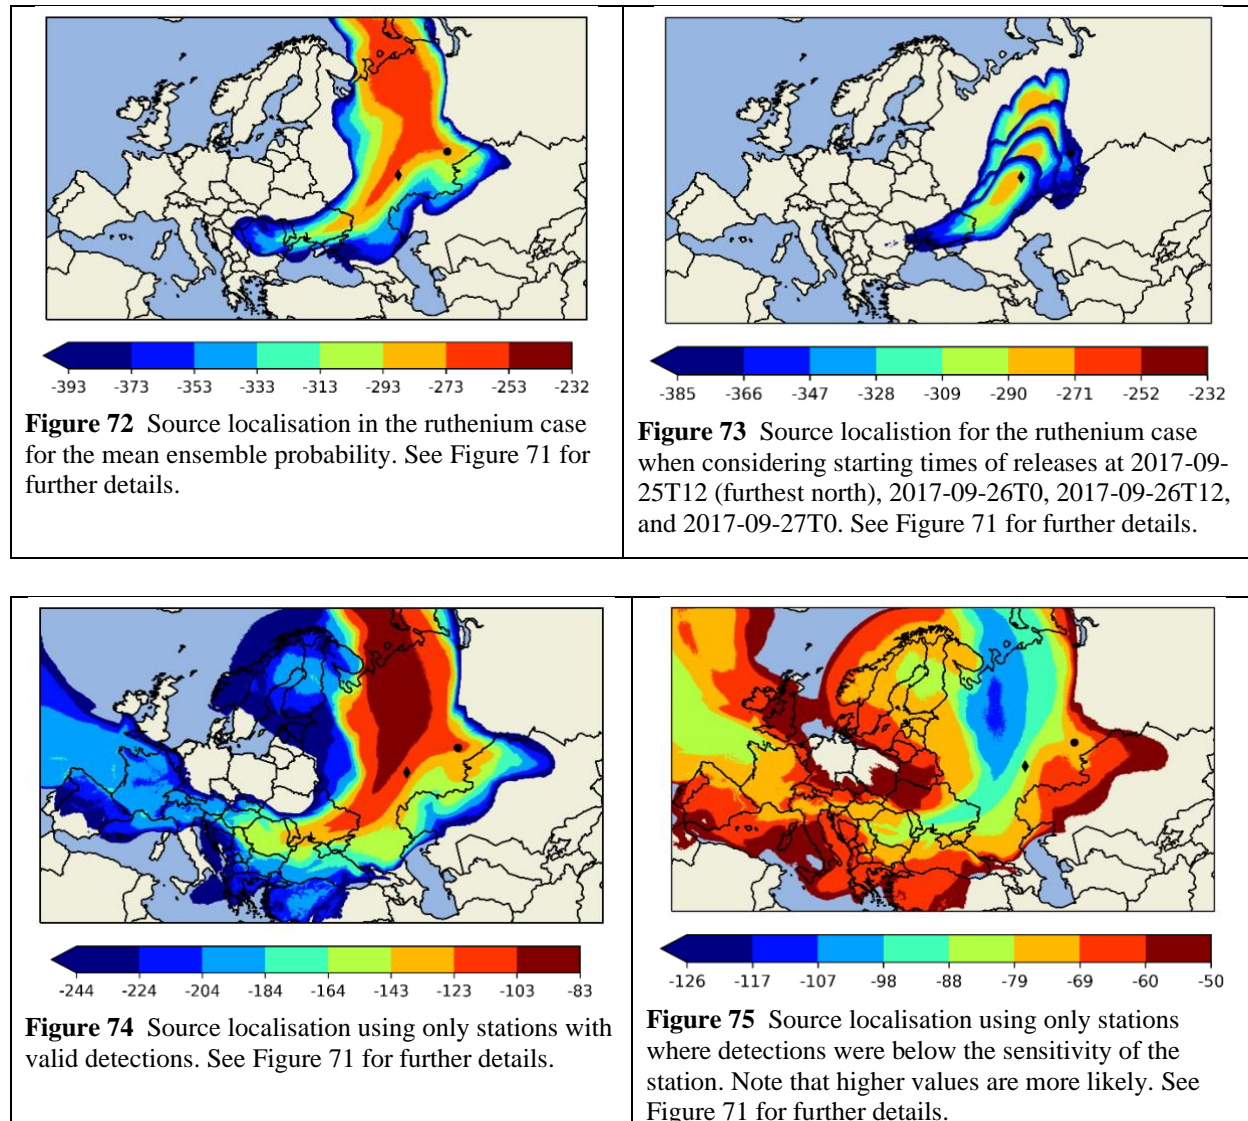 -393 -373 -353 -333 -313 -293 -273 -253 -232
Figure 72 Source localisation in the ruthenium case
for the mean ensemble probability. See Figure 71 for
further details.
-385 -366 -347 -328 -309 -290 -271 -252 -232
Figure 73 Source localistion for the ruthenium case
when considering starting times of releases at 2017-09-
25T12 (furthest north), 2017-09-26T0, 2017-09-26T12,
and 2017-09-27T0. See Figure 71 for further details.
-244 -224 -204 -184 -164 -143 -123 -103 -83
Figure 74 Source localisation using only stations with
valid detections. See Figure 71 for further details.
-126 -117 -107 -98 -88 -79 -69 -60 -50
Figure 75 Source localisation using only stations
where detections were below the sensitivity of the
station. Note that higher values are more likely. See
Figure 71 for further details.